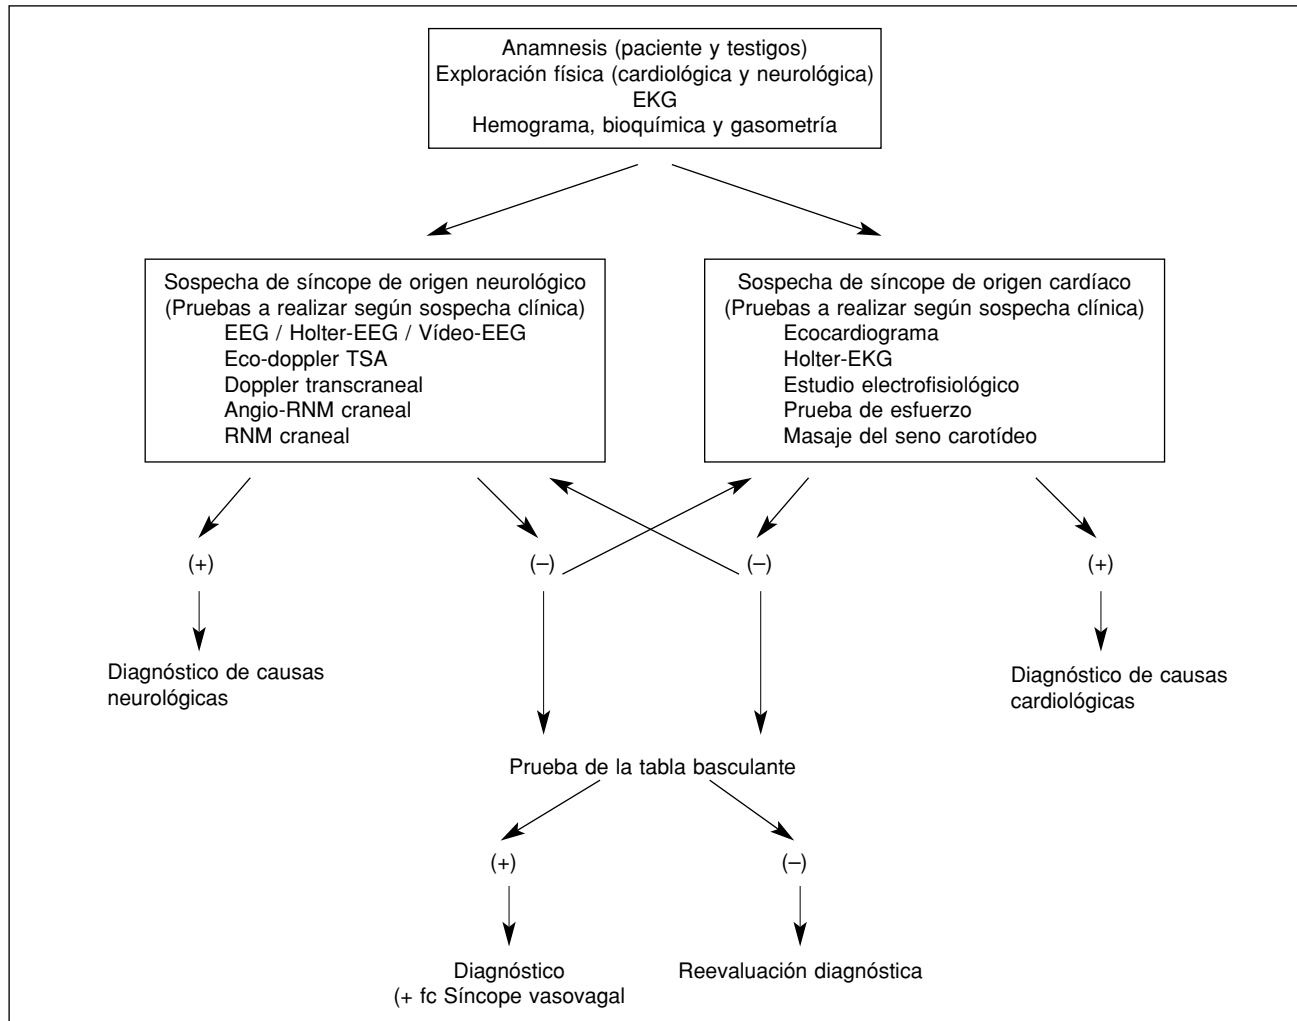 Anamnesis (paciente y testigos)
Exploración física (cardiológica y neurológica)
EKG
Hemograma, bioquímica y gasometría
Sospecha de síncope de origen neurológico
(Pruebas a realizar según sospecha clínica)
EEG / Holter-EEG / Vídeo-EEG
Eco-doppler TSA
Doppler transcraneal
Angio-RNM craneal
RNM craneal
Sospecha de síncope de origen cardíaco
(Pruebas a realizar según sospecha clínica)
Ecocardiograma
Holter-EKG
Estudio electrofisiológico
Prueba de esfuerzo
Masaje del seno carotídeo
(+)
(–)
(–)
(+)
Diagnóstico de causas
neurológicas
Diagnóstico de causas
cardiológicas
Prueba de la tabla basculante
(+)
(–)
Diagnóstico
(+ fc Síncope vasovagal
Reevaluación diagnóstica